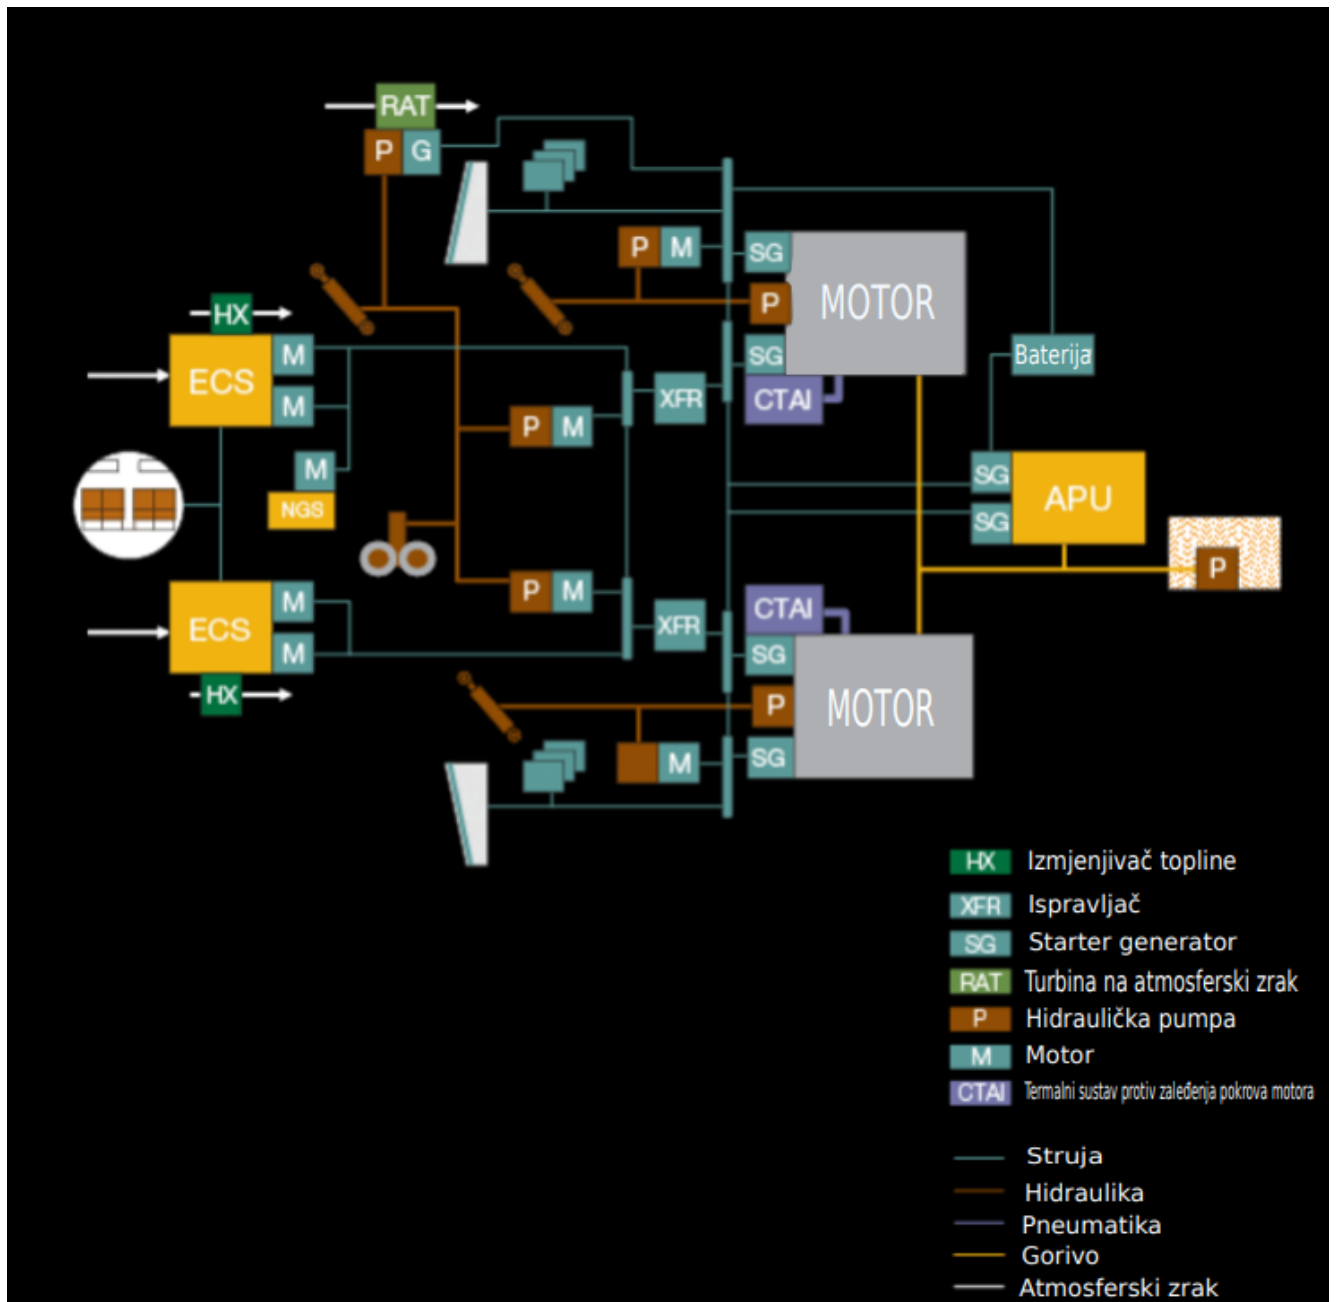 RAT
P G
P M
SG
MOTOR
P
HX
M
SG
Baterija
ECS
XFR
CTAI
M
P M
M
SG
APU
NGS
SG
P
P M
CTAI
M
ECS
XFR
SG
M
HX
P
MOTOR
M
SG
HX Izmjenjivač topline
XFR Ispravljač
SG Starter generator
RAT Turbina na atmosferski zrak
P Hidraulička pumpa
M Motor
CTAI Termalni sustav protiv zaleđenja pokrova motora
Struja
Hidraulika
Pneumatika
Gorivo
Atmosferski zrak